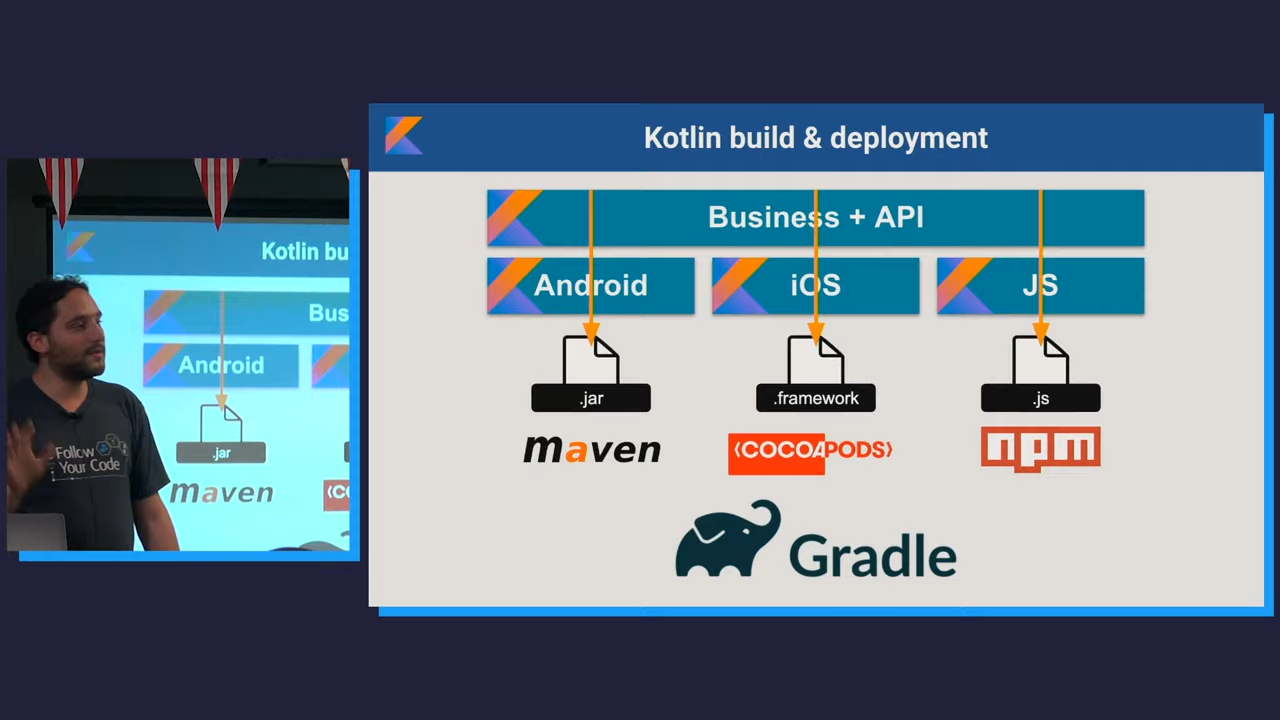 Kotlin build & deployment
Business + API
Android
iOS
JS
.jar
.framework
.js
maven
COCOAPODS
npm
Gradle
Kotlin bu
Bus
Android
.jar
maven
CO
Follow
Your Code